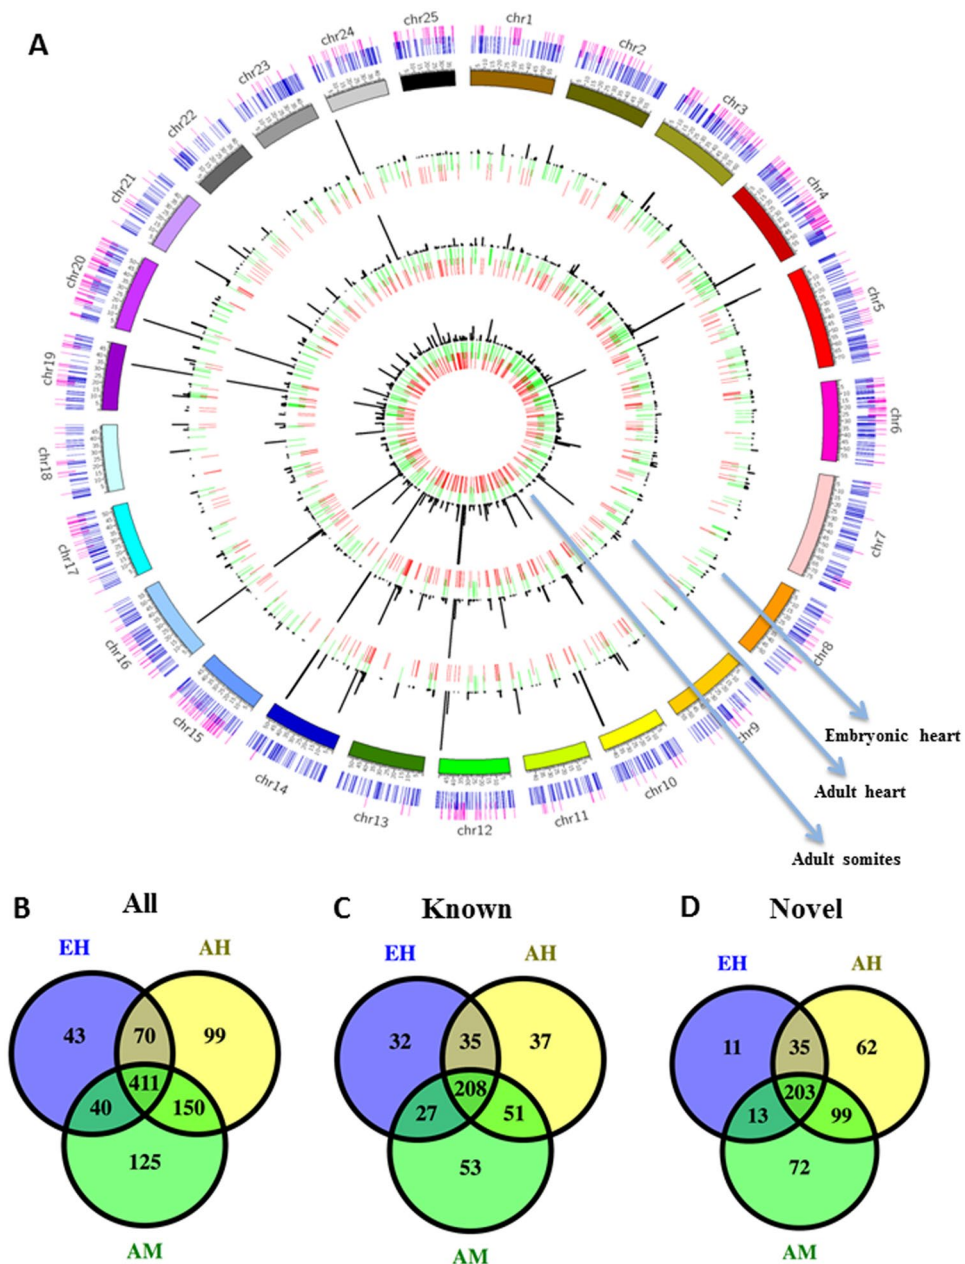 A
chr1
chr2
chr3
chr4
chr5
chr6
chr7
chr8
chr9
chr10
chr11
chr12
chr13
chr14
chr15
chr16
chr17
chr18
chr19
chr20
chr21
chr22
chr23
chr24
chr25
Embryonic heart
Adult heart
Adult somites
B All
EH AH
43 70 99
411
40 150
125
AM
C Known
EH AH
32 35 37
208
27 51
53
AM
D Novel
EH AH
11 35 62
203
13 99
72
AM